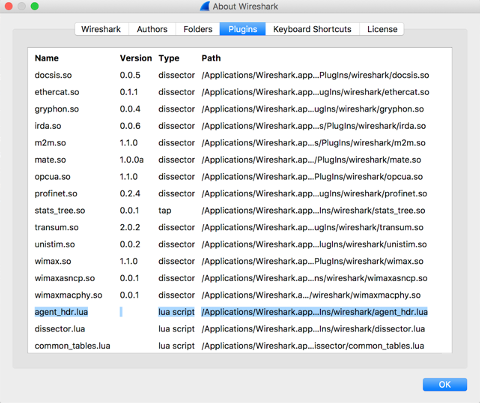 About Wireshark
Wireshark Authors Folders Plugins Keyboard Shortcuts License
Name Version Type Path
docsis.so 0.0.5 dissector /Applications/Wireshark.app...PlugIns/wireshark/docsis.so
ethercat.so 0.1.1 dissector /Applications/Wireshark.app...ugIns/wireshark/ethercat.so
gryphon.so 0.0.4 dissector /Applications/Wireshark.app...ugIns/wireshark/gryphon.so
irda.so 0.0.6 dissector /Applications/Wireshark.app...s/PlugIns/wireshark/irda.so
m2m.so 1.1.0 dissector /Applications/Wireshark.app...s/PlugIns/wireshark/m2m.so
mate.so 1.0.0a dissector /Applications/Wireshark.app.../PlugIns/wireshark/mate.so
opcua.so 1.1.0 dissector /Applications/Wireshark.app...PlugIns/wireshark/opcua.so
profinet.so 0.2.4 dissector /Applications/Wireshark.app...ugIns/wireshark/profinet.so
stats_tree.so 0.0.1 tap /Applications/Wireshark.app...Ins/wireshark/stats_tree.so
transum.so 2.0.2 dissector /Applications/Wireshark.app...ugIns/wireshark/transum.so
unistim.so 0.0.2 dissector /Applications/Wireshark.app...lugIns/wireshark/unistim.so
wimax.so 1.1.0 dissector /Applications/Wireshark.app...PlugIns/wireshark/wimax.so
wimaxasncp.so 0.0.1 dissector /Applications/Wireshark.app...ns/wireshark/wimaxasncp.so
wimaxmacphy.so 0.0.1 dissector /Applications/Wireshark.a.../wireshark/wimaxmacphy.so
agent_hdr.lua lua script /Applications/Wireshark.app...Ins/wireshark/agent_hdr.lua
dissector.lua lua script /Applications/Wireshark.app...Ins/wireshark/dissector.lua
common_tables.lua lua script /Applications/Wireshark.app...issector/common_tables.lua
OK